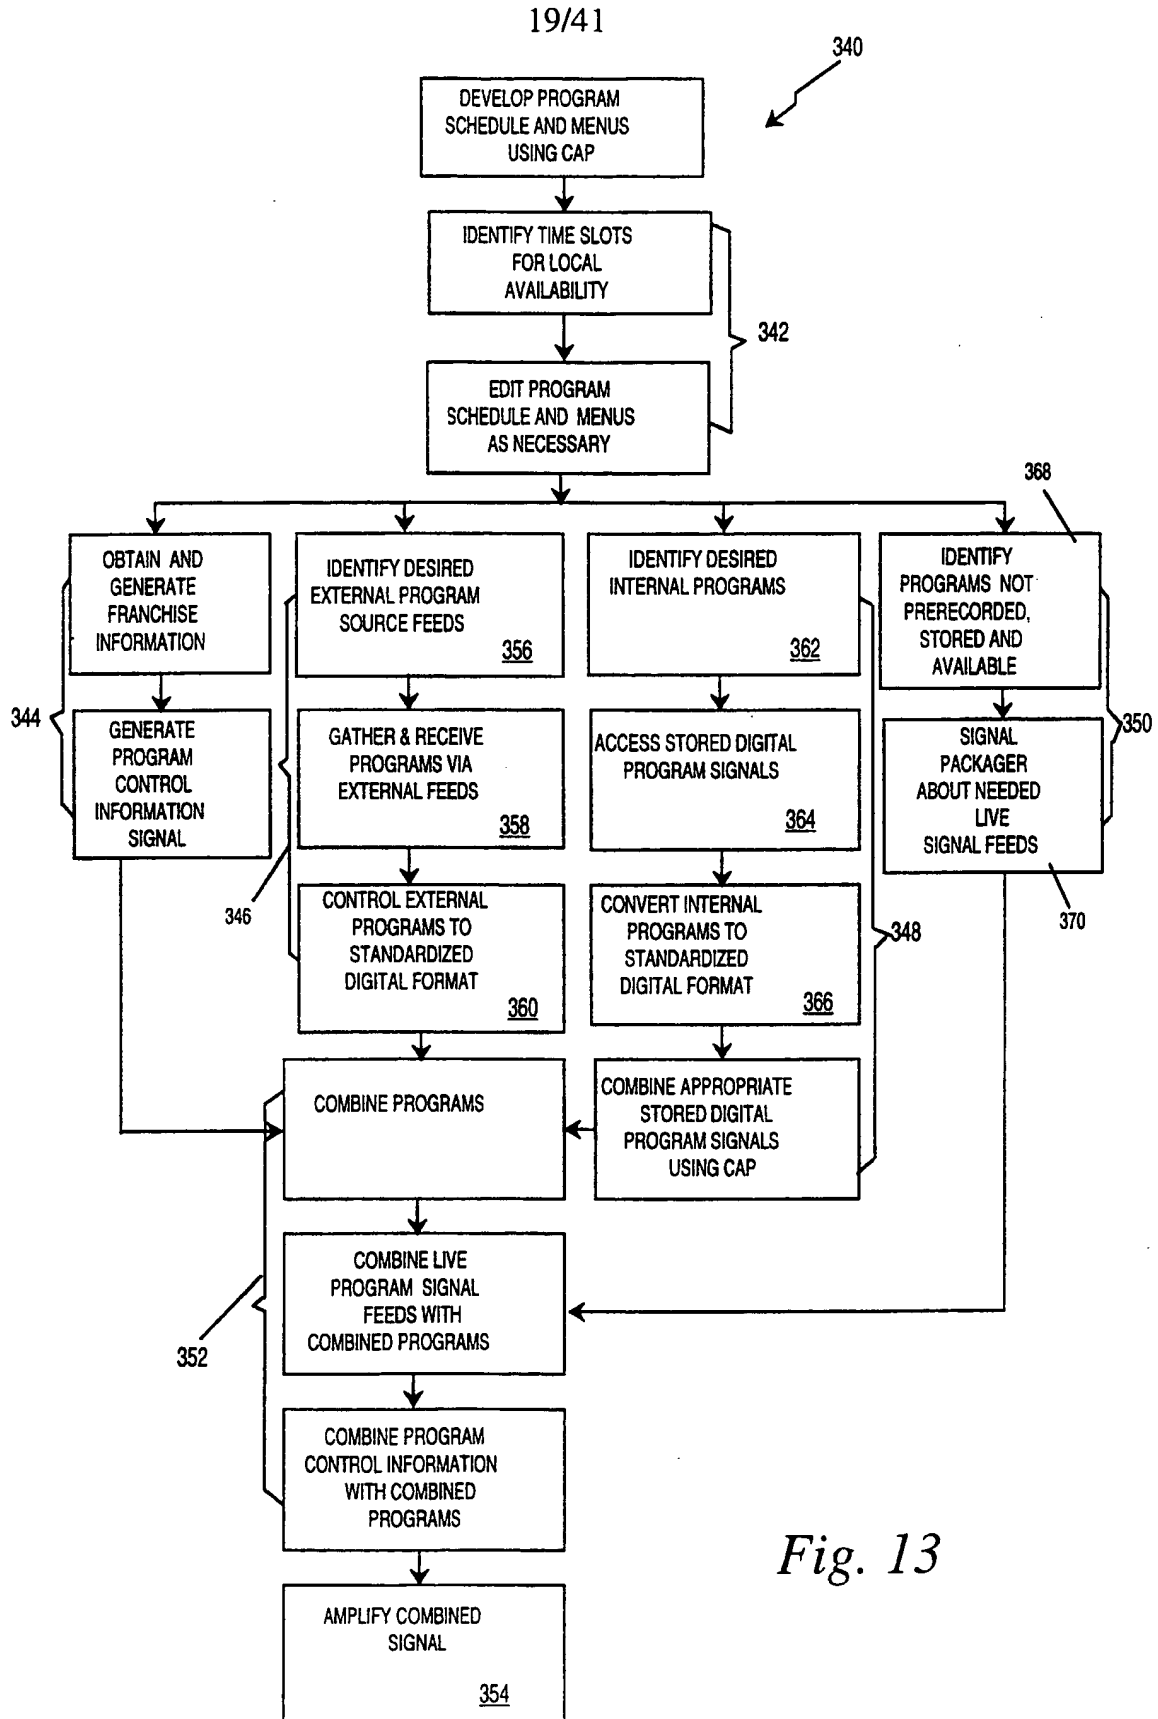 19/41
340
DEVELOP PROGRAM
SCHEDULE AND MENUS
USING CAP
IDENTIFY TIME SLOTS
FOR LOCAL
AVAILABILITY
342
EDIT PROGRAM
SCHEDULE AND MENUS
AS NECESSARY
368
OBTAIN AND
GENERATE
FRANCHISE
INFORMATION
344
GENERATE
PROGRAM
CONTROL
INFORMATION
SIGNAL
IDENTIFY DESIRED
EXTERNAL PROGRAM
SOURCE FEEDS
356
GATHER & RECEIVE
PROGRAMS VIA
EXTERNAL FEEDS
358
346
CONTROL EXTERNAL
PROGRAMS TO
STANDARDIZED
DIGITAL FORMAT
360
IDENTIFY DESIRED
INTERNAL PROGRAMS
362
ACCESS STORED DIGITAL
PROGRAM SIGNALS
364
CONVERT INTERNAL
PROGRAMS TO
STANDARDIZED
DIGITAL FORMAT
366
348
COMBINE APPROPRIATE
STORED DIGITAL
PROGRAM SIGNALS
USING CAP
IDENTIFY
PROGRAMS NOT
PRERECORDED,
STORED AND
AVAILABLE
350
SIGNAL
PACKAGER
ABOUT NEEDED
LIVE
SIGNAL FEEDS
370
COMBINE PROGRAMS
COMBINE LIVE
PROGRAM SIGNAL
FEEDS WITH
COMBINED PROGRAMS
352
COMBINE PROGRAM
CONTROL INFORMATION
WITH COMBINED
PROGRAMS
AMPLIFY COMBINED
SIGNAL
354
Fig. 13